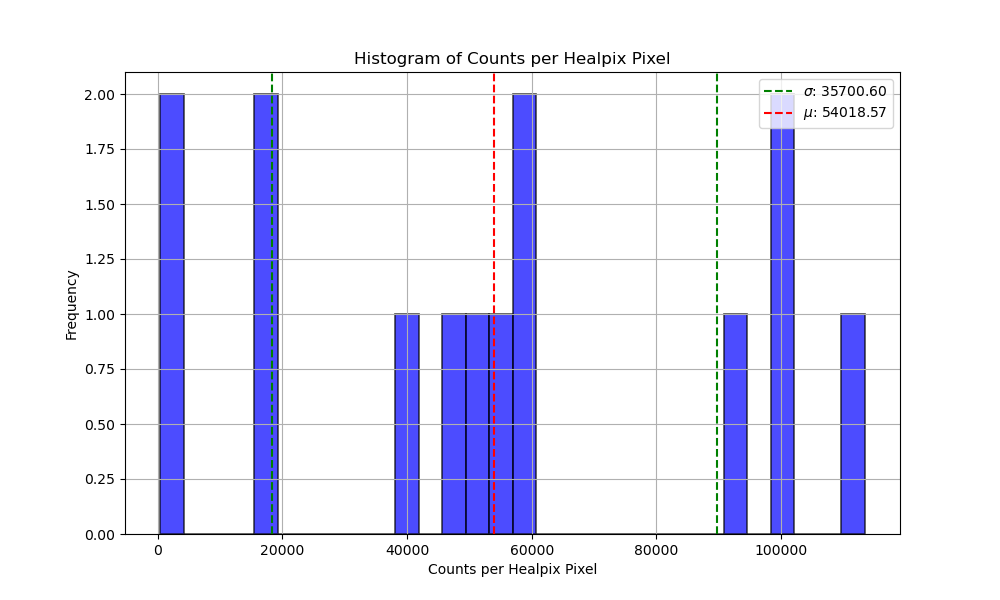 Histogram of Counts per Healpix Pixel
σ: 35700.60
μ: 54018.57
2.00
1.75
1.50
1.25
1.00
0.75
0.50
0.25
0.00
Frequency
0 20000 40000 60000 80000 100000
Counts per Healpix Pixel